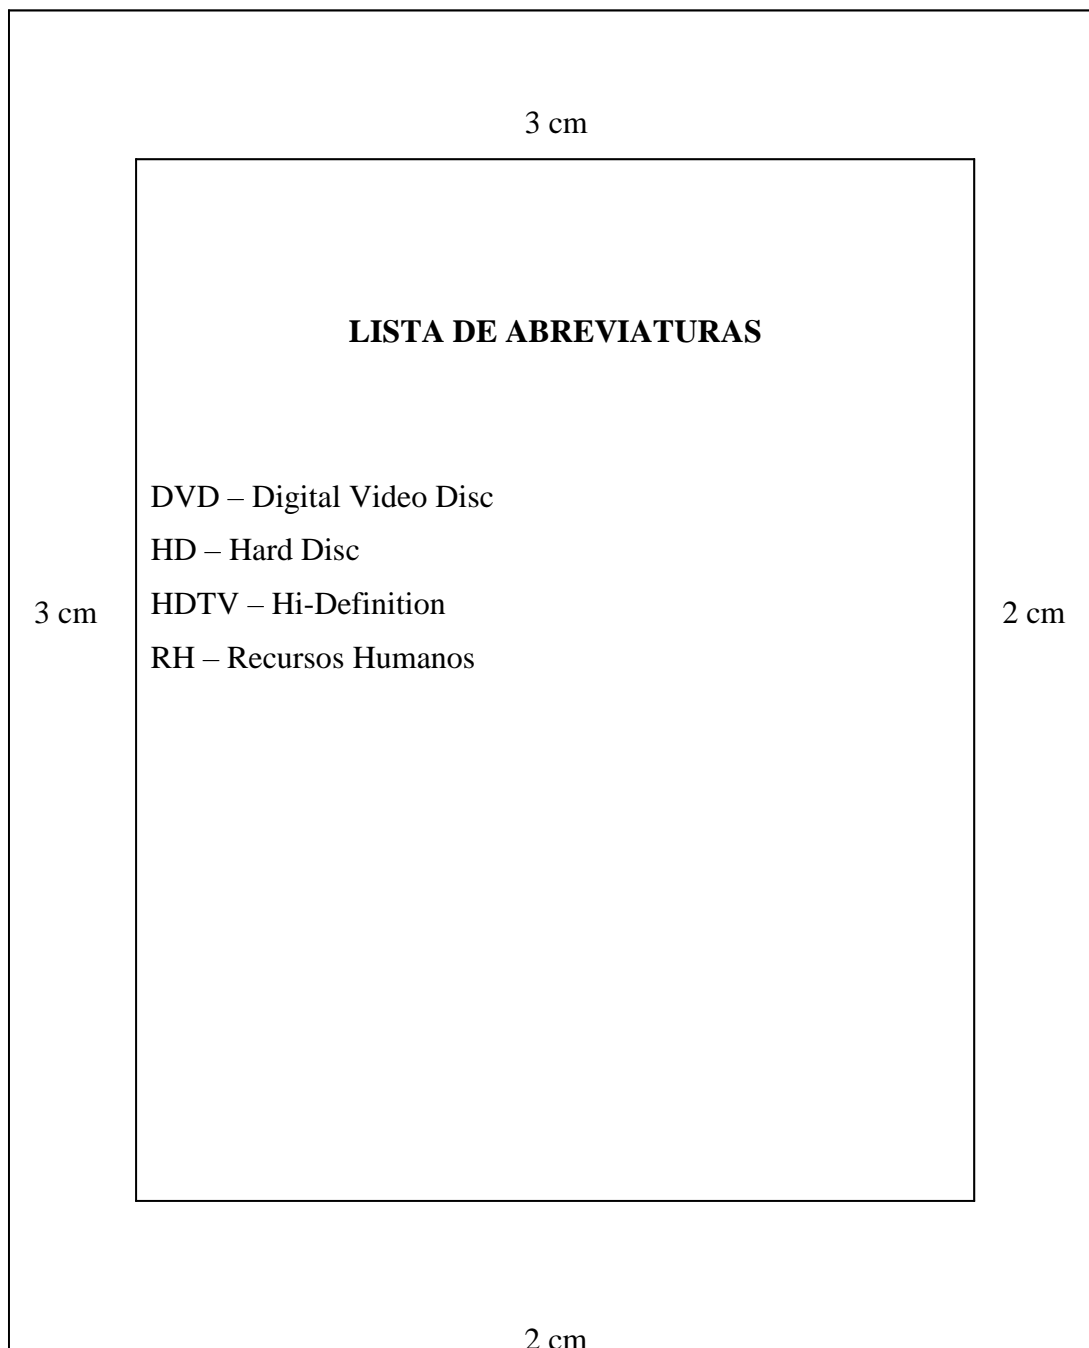 3 cm
LISTA DE ABREVIATURAS
DVD – Digital Video Disc
HD – Hard Disc
HDTV – Hi-Definition
3 cm
2 cm
RH – Recursos Humanos
2 cm